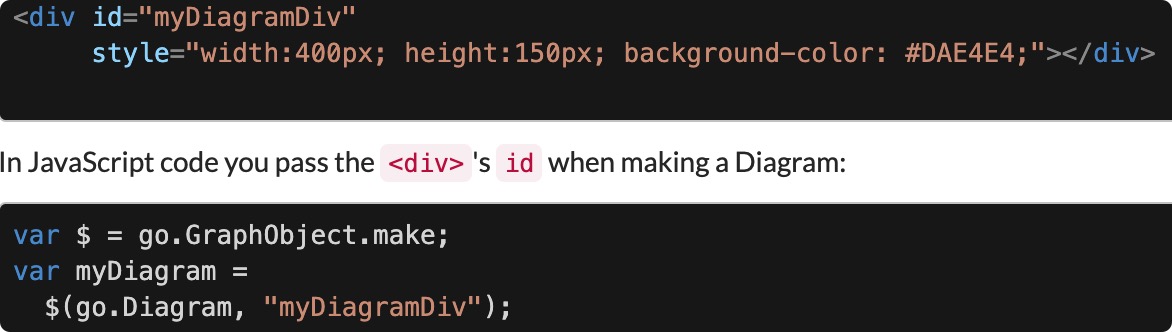 <div id="myDiagramDiv"
     style="width:400px; height:150px; background-color: #DAE4E4;"></div>
In JavaScript code you pass the <div>'s id when making a Diagram:
var $ = go.GraphObject.make;
var myDiagram =
  $(go.Diagram, "myDiagramDiv");